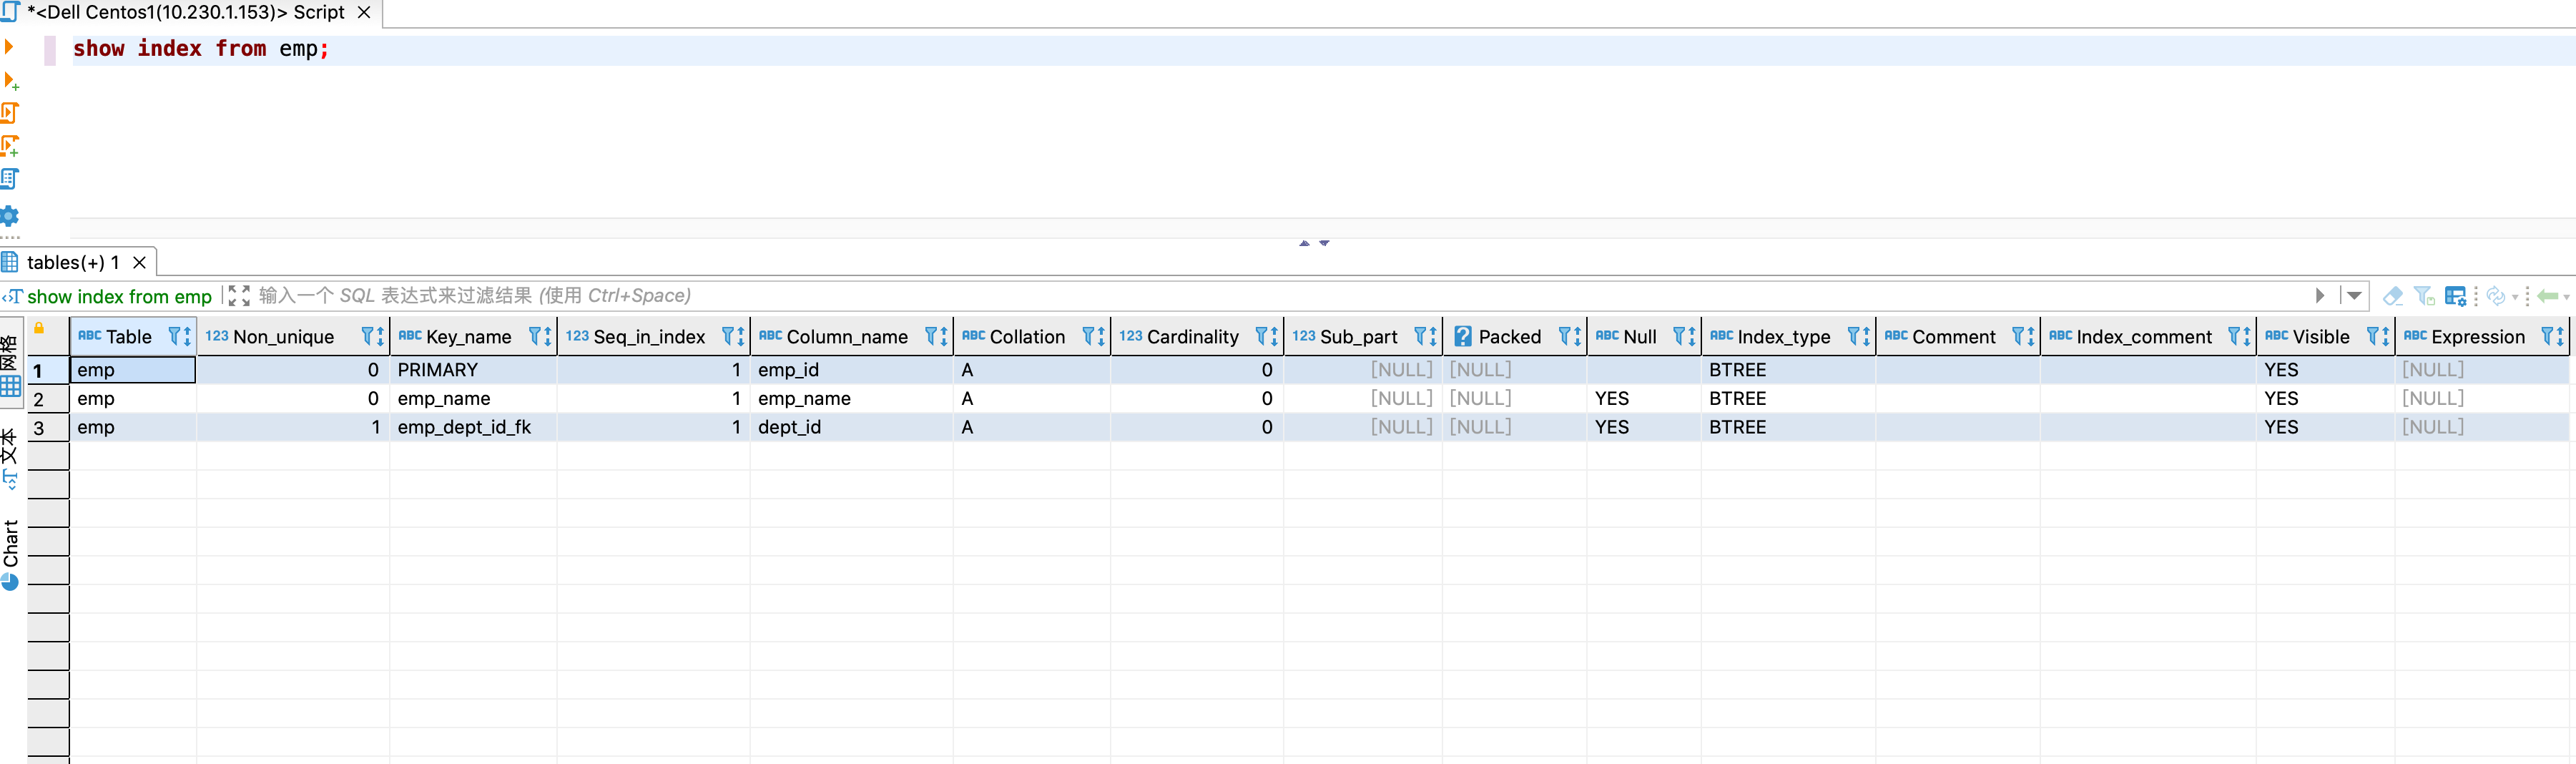 *<Dell Centos1(10.230.1.153)> Script
show index from emp;
tables(+) 1
show index from emp 输入一个 SQL 表达式来过滤结果 (使用 Ctrl+Space)
网格
文本
Chart
ABC Table 123 Non_unique ABC Key_name 123 Seq_in_index ABC Column_name ABC Collation 123 Cardinality 123 Sub_part ? Packed ABC Null ABC Index_type ABC Comment ABC Index_comment ABC Visible ABC Expression
1 emp 0 PRIMARY 1 emp_id A 0 [NULL] [NULL] BTREE YES [NULL]
2 emp 0 emp_name 1 emp_name A 0 [NULL] [NULL] YES BTREE YES [NULL]
3 emp 1 emp_dept_id_fk 1 dept_id A 0 [NULL] [NULL] YES BTREE YES [NULL]